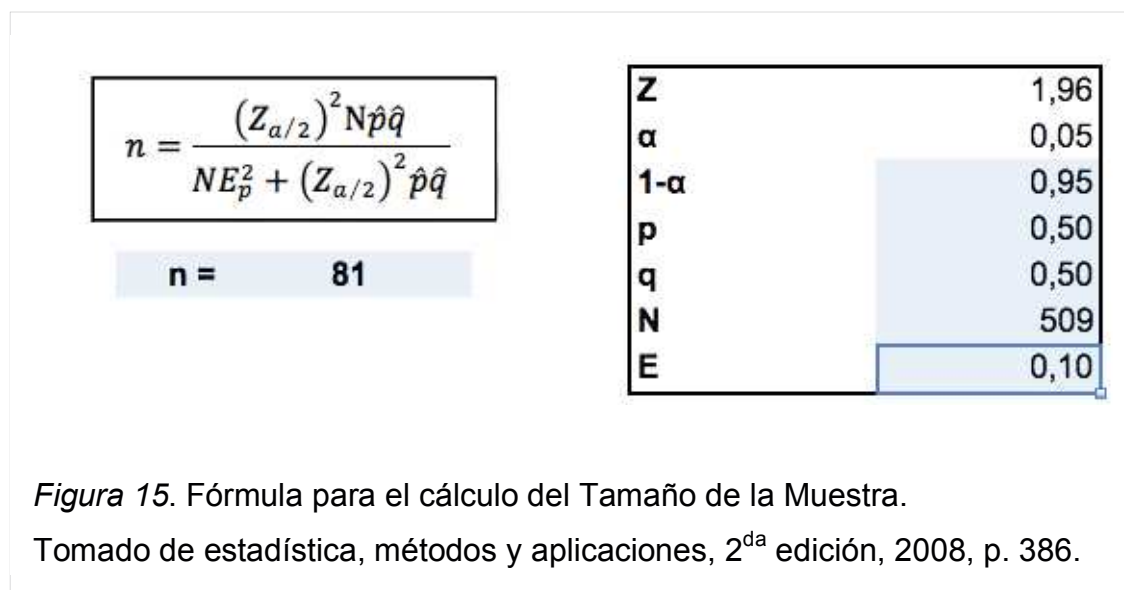 n = (Z_{a/2})^2 Np̂q̂ / NE_p^2 + (Z_{a/2})^2 p̂q̂
n = 81
Z 1,96
α 0,05
1-α 0,95
p 0,50
q 0,50
N 509
E 0,10
Figura 15. Fórmula para el cálculo del Tamaño de la Muestra.
Tomado de estadística, métodos y aplicaciones, 2da edición, 2008, p. 386.